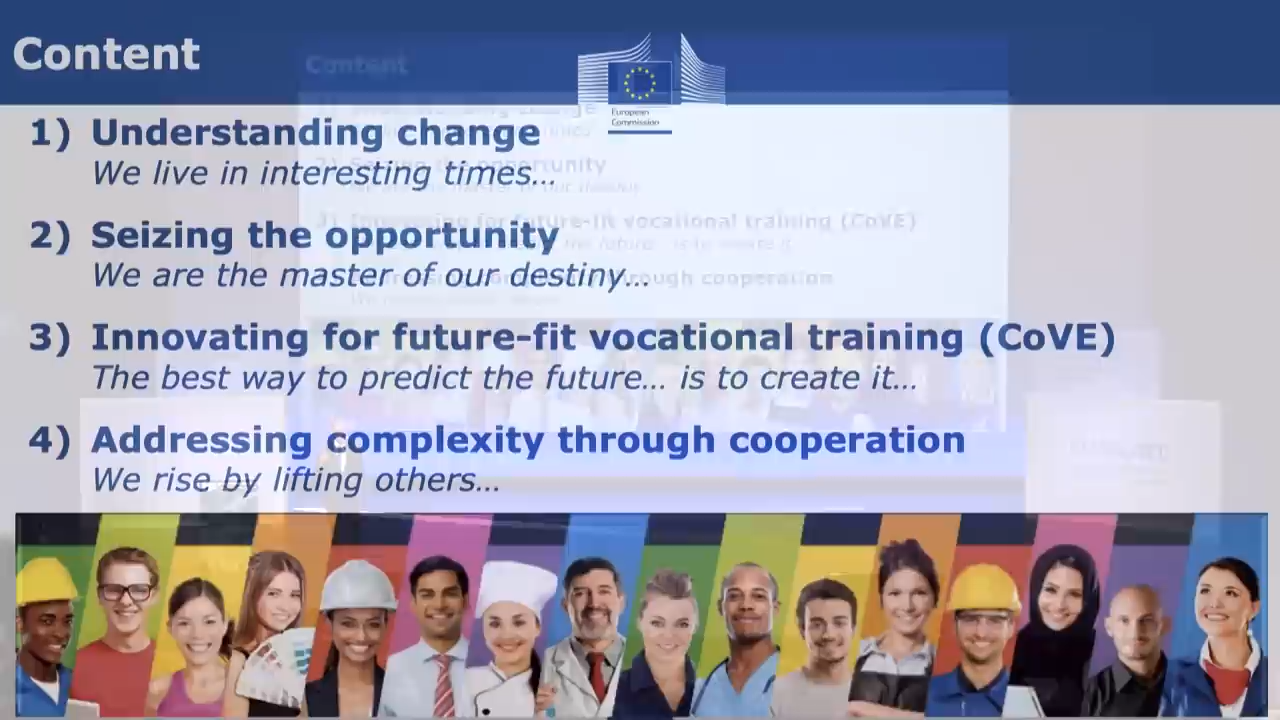 Content
European
Commission
1) Understanding change
We live in interesting times...
2) Seizing the opportunity
We are the master of our destiny...
3) Innovating for future-fit vocational training (CoVE)
The best way to predict the future... is to create it...
4) Addressing complexity through cooperation
We rise by lifting others...